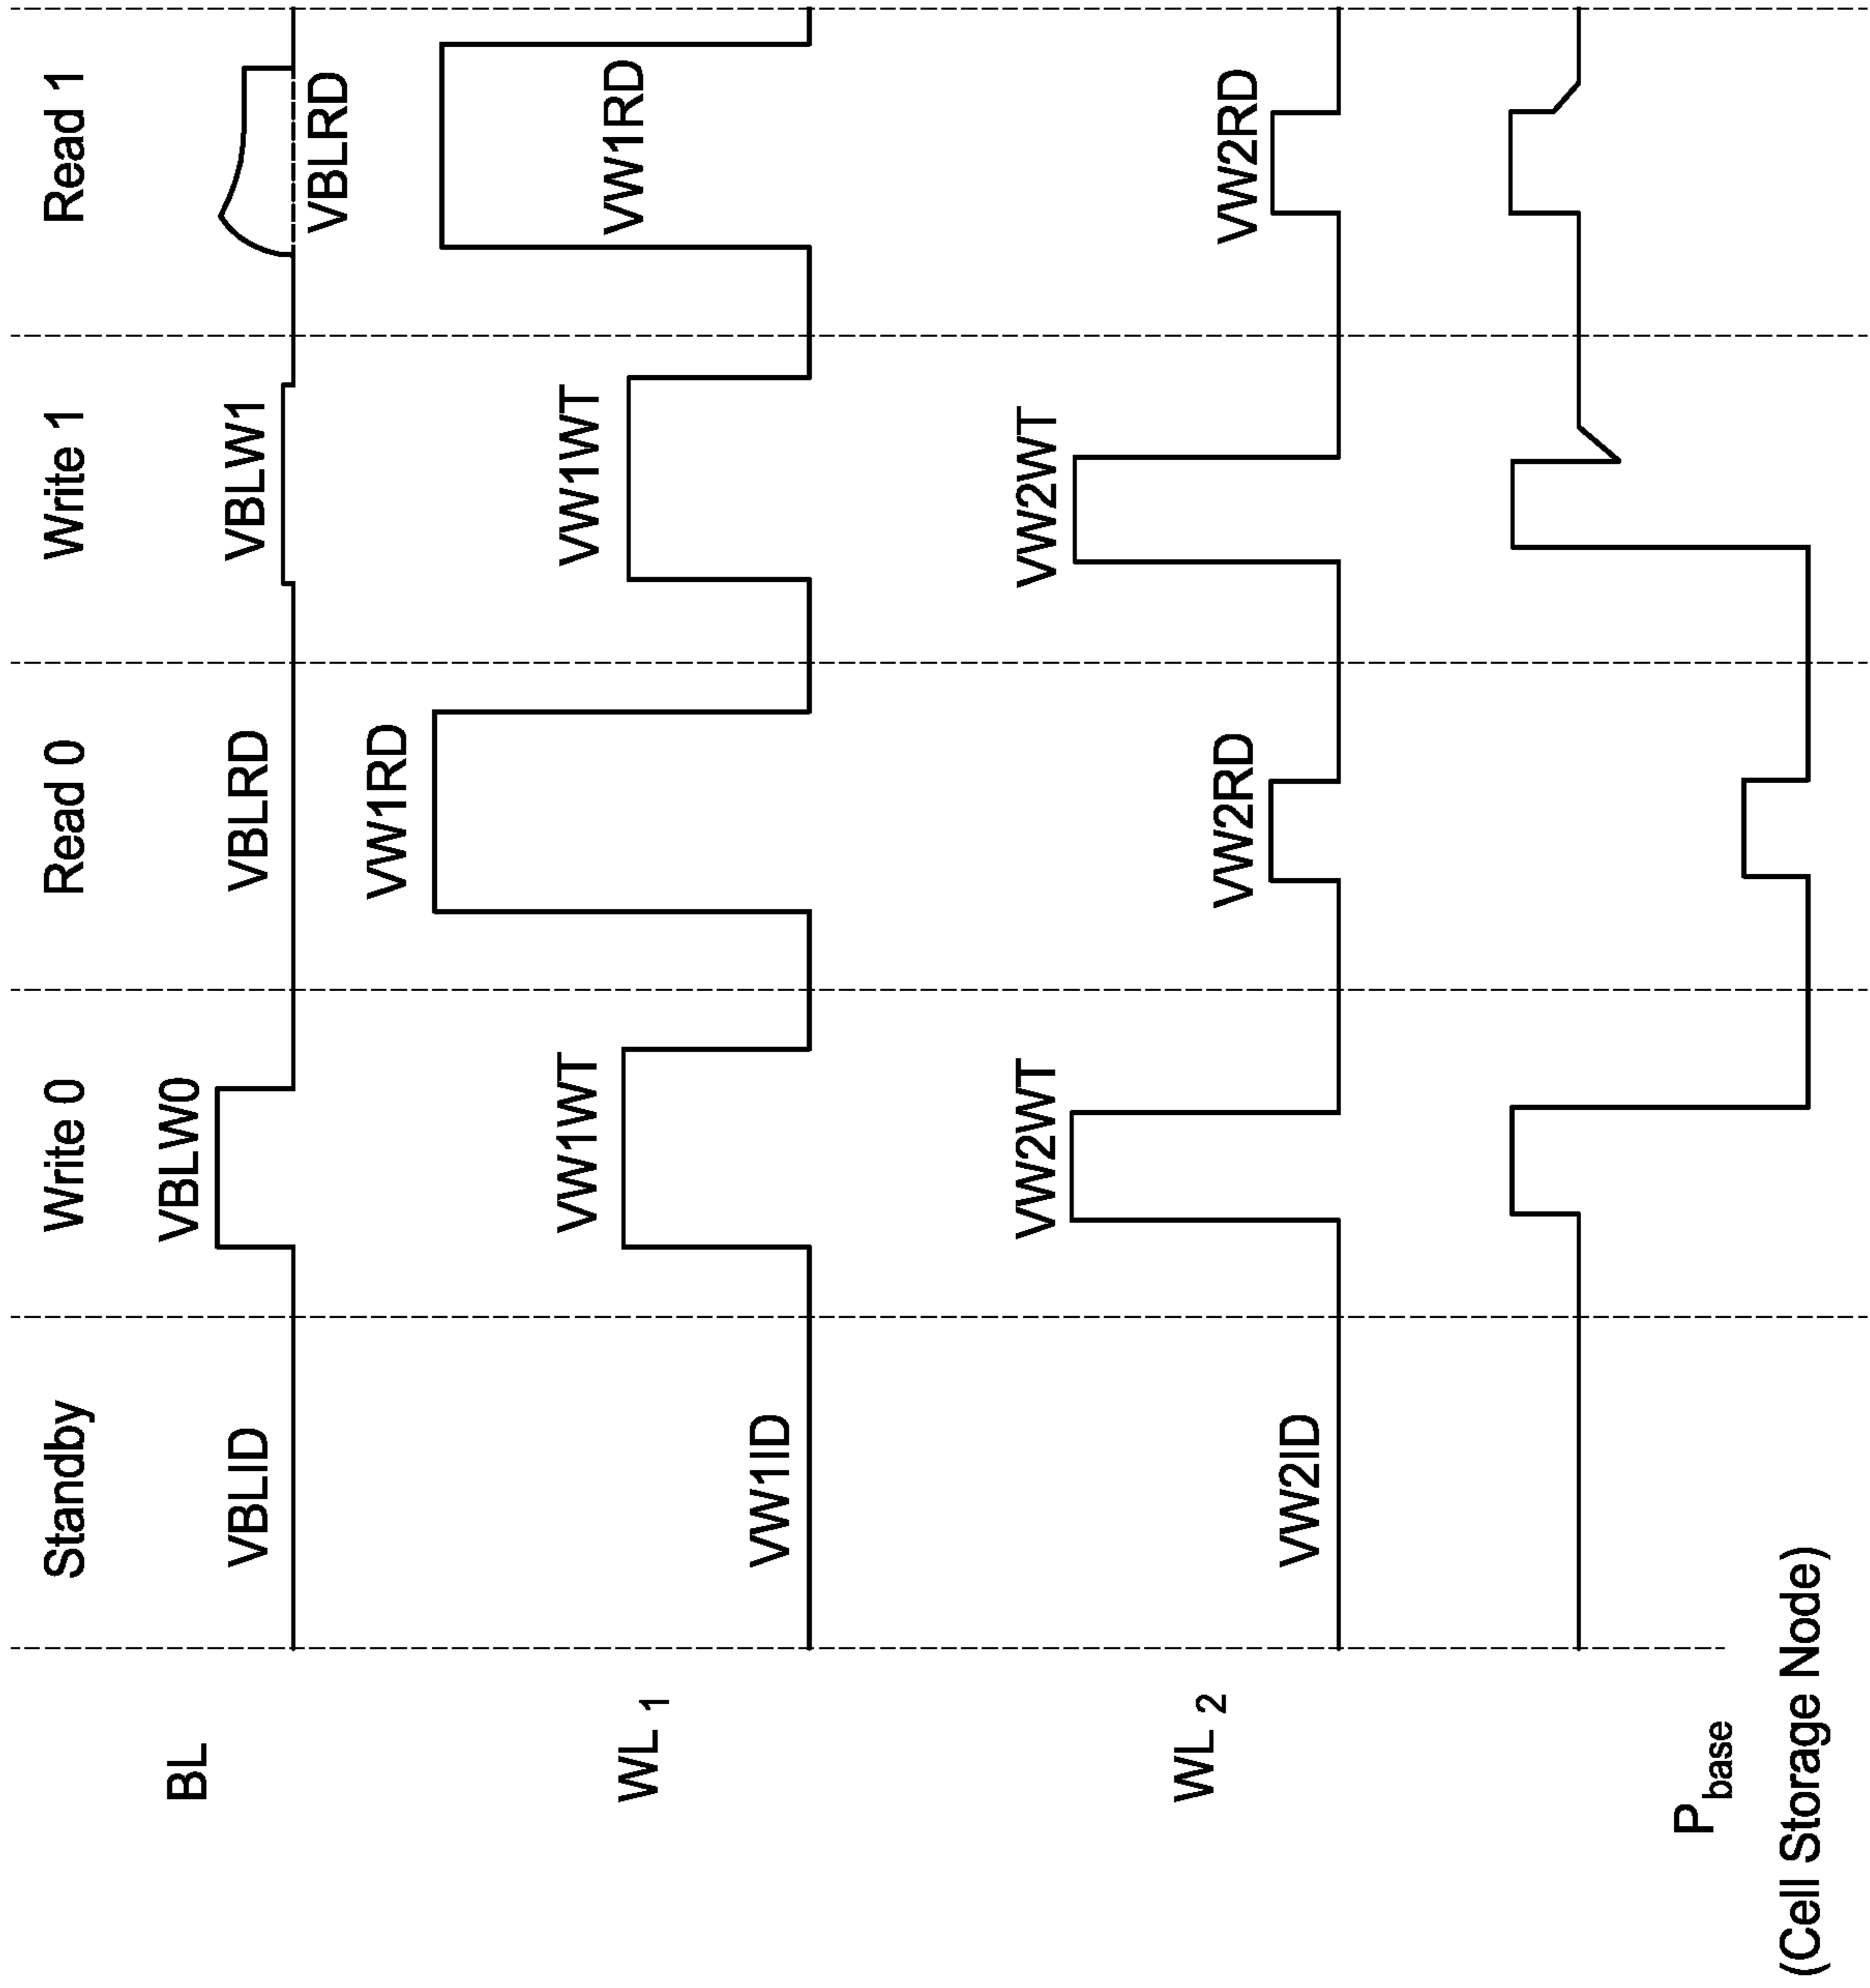 Standby
Write 0
Read 0
Write 1
Read 1
BL
VBLID
VBLW0
VBLRD
VBLW1
VBLRD
WL 1
VW1ID
VW1WT
VW1RD
VW1WT
VW1RD
WL 2
VW2ID
VW2WT
VW2RD
VW2WT
VW2RD
P base
(Cell Storage Node)